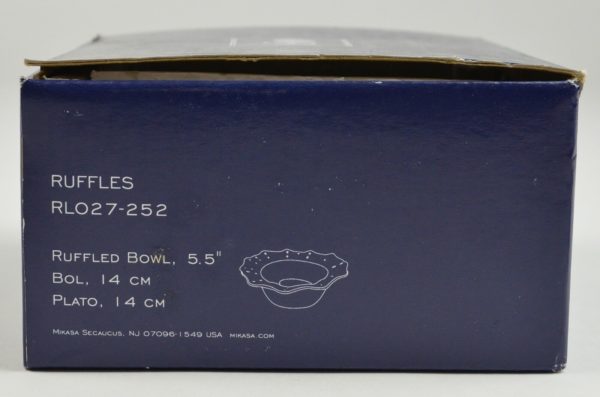 RUFFLES
RL027-252
RUFFLED BOWL, 5.5"
BOL, 14 CM
PLATO, 14 CM
MIKASA SECAUCUS, NJ 07096-1549 USA MIKASA.COM